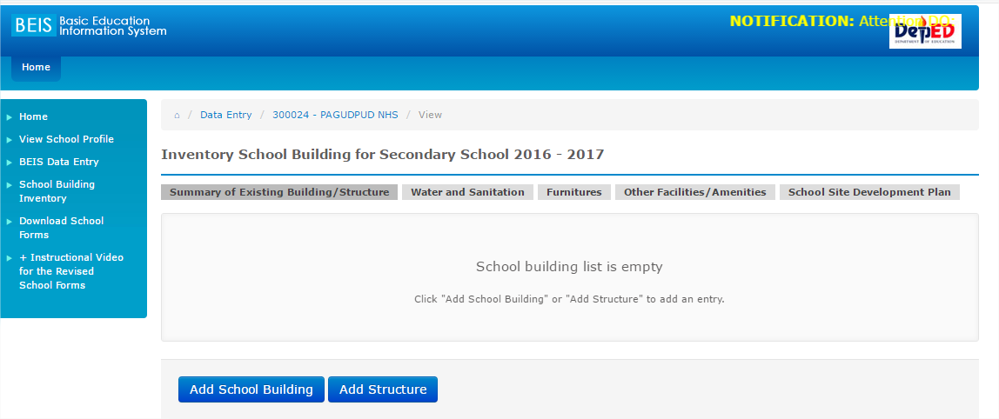 BEIS Basic Education Information System
NOTIFICATION: Attention DO:
DepED
DEPARTMENT OF EDUCATION
Home
Home
View School Profile
BEIS Data Entry
School Building
Inventory
Download School
Forms
+ Instructional Video
for the Revised
School Forms
/ Data Entry / 300024 - PAGUDPUD NHS / View
Inventory School Building for Secondary School 2016 - 2017
Summary of Existing Building/Structure Water and Sanitation Furnitures Other Facilities/Amenities School Site Development Plan
School building list is empty
Click "Add School Building" or "Add Structure" to add an entry.
Add School Building Add Structure